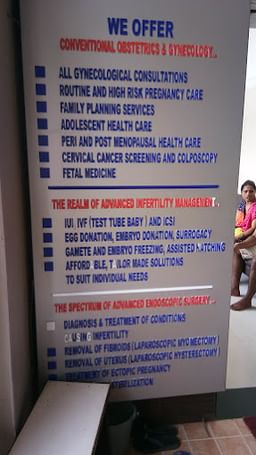 WE OFFER
CONVENTIONAL OBSTETRICS & GYNECOLOGY...
ALL GYNECOLOGICAL CONSULTATIONS
ROUTINE AND HIGH RISK PREGNANCY CARE
FAMILY PLANNING SERVICES
ADOLESCENT HEALTH CARE
PERI AND POST MENOPAUSAL HEALTH CARE
CERVICAL CANCER SCREENING AND COLPOSCOPY
FETAL MEDICINE
THE REALM OF ADVANCED INFERTILITY MANAGEMENT..
IUI, IVF (TEST TUBE BABY) AND ICSI
EGG DONATION, EMBRYO DONATION, SURROGACY
GAMETE AND EMBRYO FREEZING, ASSISTED HATCHING
AFFORD BLE, T ILOR MADE SOLUTIONS
TO SUIT INDIVIDUAL NEEDS
THE SPECTRUM OF ADVANCED ENDOSCOPIC SURGERY...
DIAGNOSIS & TREATMENT OF CONDITIONS
CAUSING INFERTILITY
REMOVAL OF FIBROIDS (LAPAROSCOPIC MYOMECTOMY)
REMOVAL OF UTERUS (LAPAROSCOPIC HYSTERECTOMY)
TREATMENT OF ECTOPIC PREGNANCY
STERILIZATION